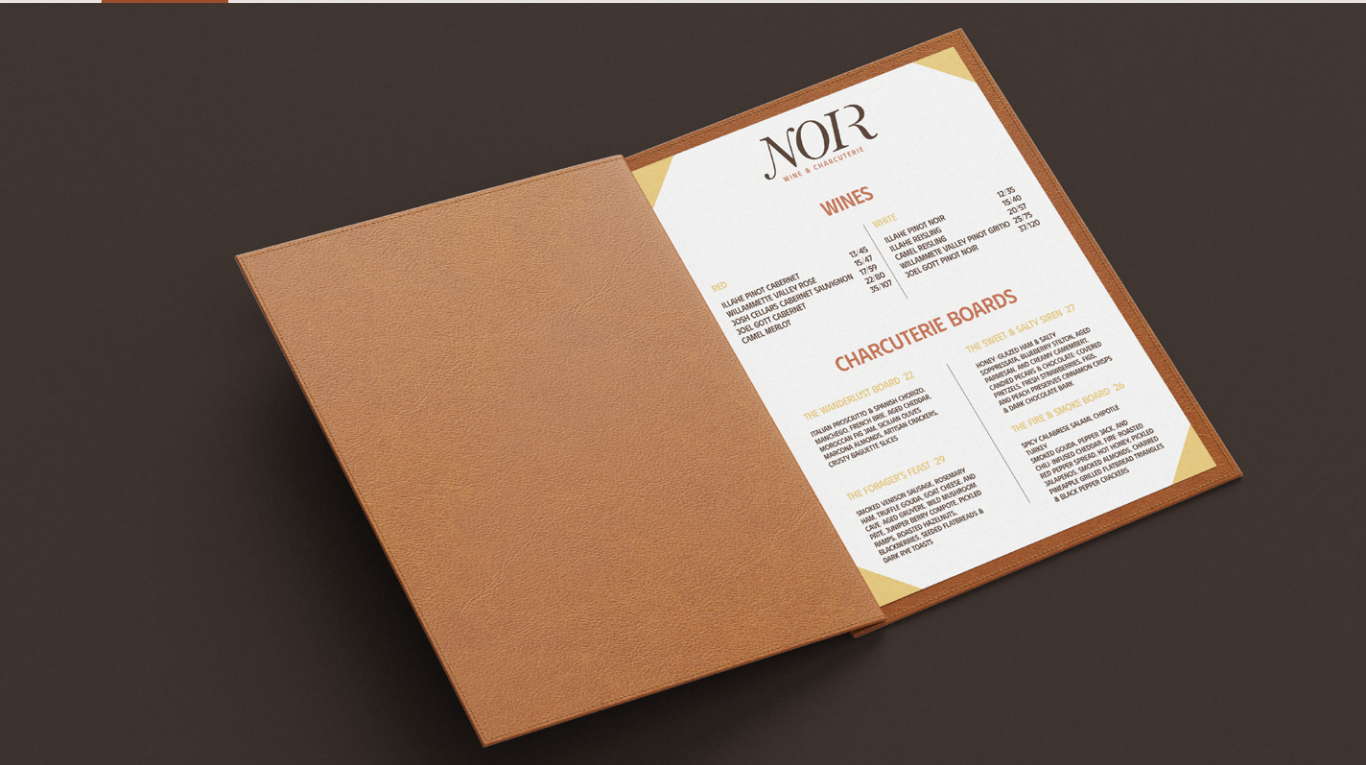 NOIR
WINE & CHARCUTERIE
WINES
RED
ILLAHE PINOT CABERNET 13/45
WILLAMMETTE VALLEY ROSE 15/47
JOSH CELLARS CABERNET SAUVIGNON 17/59
JOEL GOTT CABERNET 22/80
CAMEL MERLOT 35/107
WHITE
ILLAHE PINOT NOIR 12/35
ILLAHE REISLING 15/40
CAMEL REISLING 20/57
WILLAMMETE VALLEY PINOT GRITIO 25/75
JOEL GOTT PINOT NOIR 37/120
CHARCUTERIE BOARDS
THE WANDERLUST BOARD 22
ITALIAN PROSCIUTTO & SPANISH CHORIZO,
MANCHEGO, FRENCH BRIE, AGED CHEDDAR,
MOROCCAN FIG JAM, SICILIAN OLIVES
MARCONA ALMONDS, ARTISAN CRACKERS,
CRUSTY BAGUETTE SLICES
THE FORAGER'S FEAST 29
SMOKED VENISON SAUSAGE, ROSEMARY
HAM, TRUFFLE GOUDA, GOAT CHEESE, AND
CAVE AGED GRUYERE, WILD MUSHROOM
PATE, JUNIPER BERRY COMPOTE, PICKLED
RAMPS, ROASTED HAZELNUTS,
BLACKBERRIES, SEEDED FLATBREADS &
DARK RYE TOASTS
THE SWEET & SALTY SIREN 27
HONEY-GLAZED HAM & SALTY
SOPPRESSATA, BLUEBERRY STILTON, AGED
PARMESAN, AND CREAMY CAMEMBERT,
CANDIED PECANS & CHOCOLATE-COVERED
PRETZELS, FRESH STRAWBERRIES, FIGS,
AND PEACH PRESERVES CINNAMON CRISPS
& DARK CHOCOLATE BARK
THE FIRE & SMOKE BOARD 26
SPICY CALABRESE SALAMI, CHIPOTLE
TURKEY
SMOKED GOUDA, PEPPER JACK, AND
CHILI-INFUSED CHEDDAR, FIRE-ROASTED
RED PEPPER SPREAD, HOT HONEY, PICKLED
JALAPENOS, SMOKED ALMONDS, CHARRED
PINEAPPLE GRILLED FLATBREAD TRIANGLES
& BLACK PEPPER CRACKERS